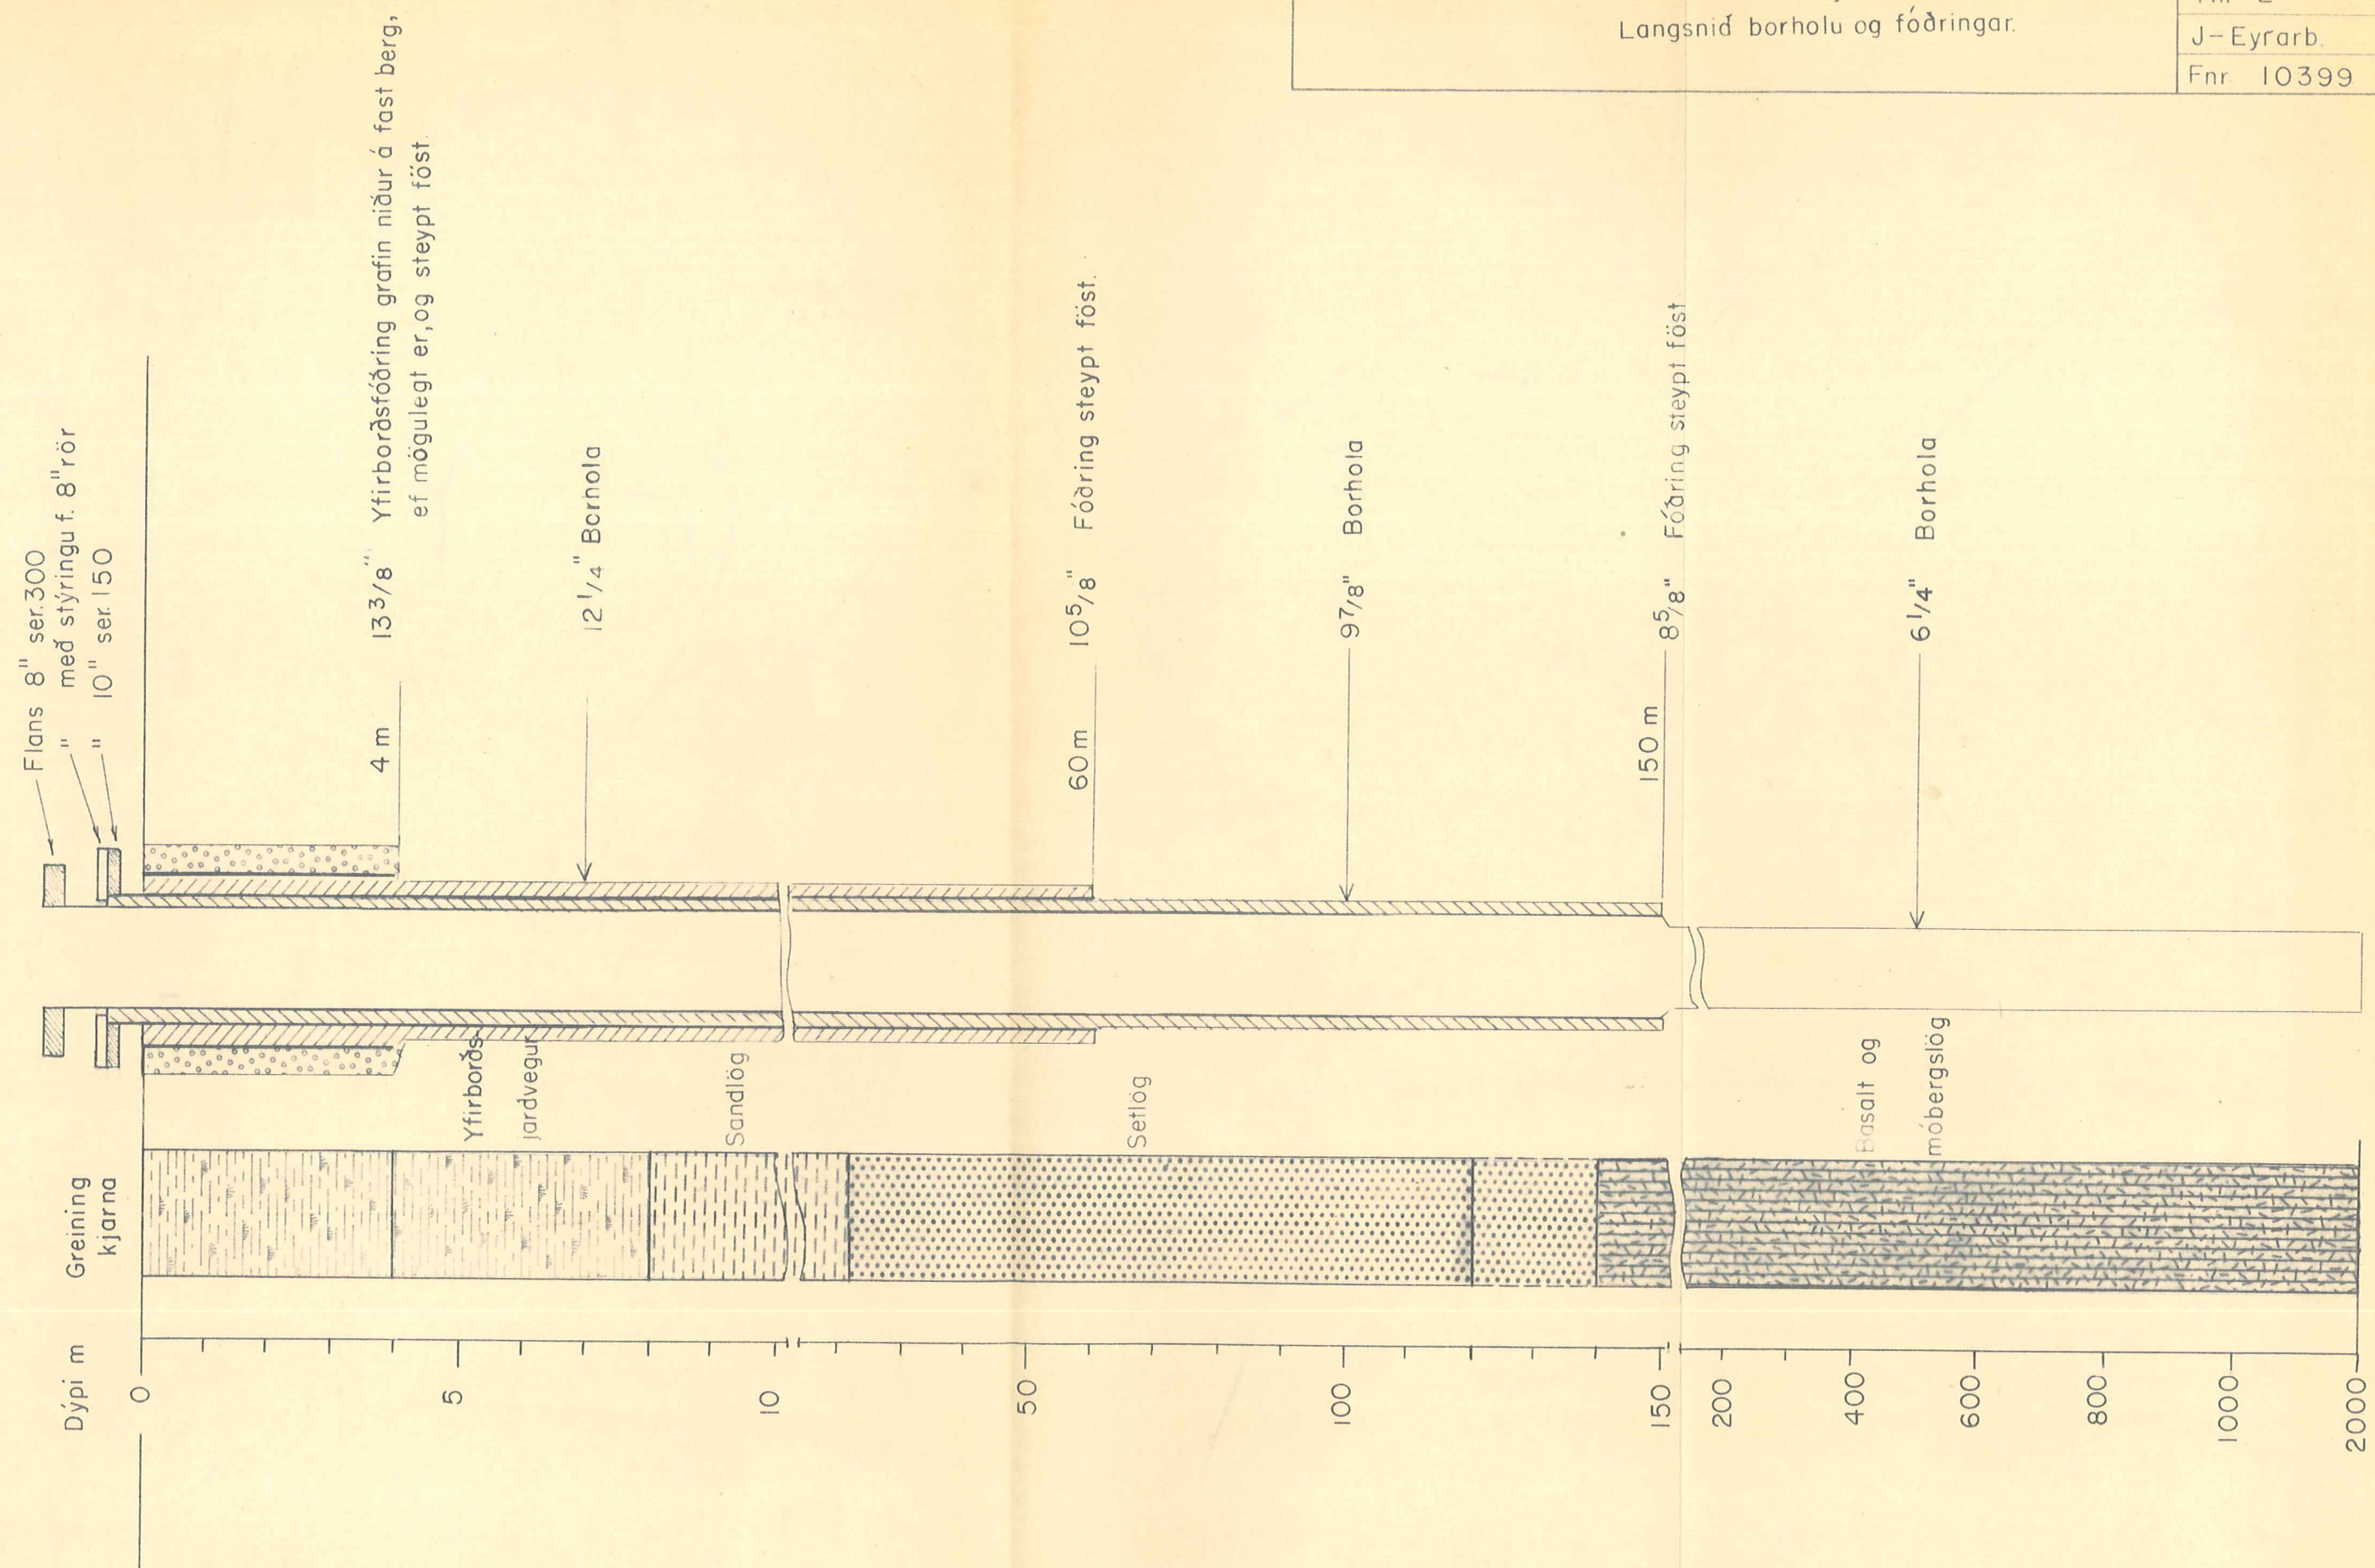 Langsnið borholu og fóðringar.
J-Eyrarb.
Fnr. 10399
Flans 8" ser.300
" með stýringu f. 8"rör
" 10" ser.150
4 m 13 3/8" Yfirborðsfóðring grafin niður á fast berg,
ef mögulegt er, og steypt föst.
12 1/4" Borhola
60 m 10 5/8" Fóðring steypt föst.
9 7/8" Borhola
150 m 8 5/8" Fóðring steypt föst
6 1/4" Borhola
Yfirborðs-
jardvegur
Sandlög
Setlög
Basalt og
móbergslög
Greining
kjarna
Dýpi m
0
5
10
50
100
150
200
400
600
800
1000
2000